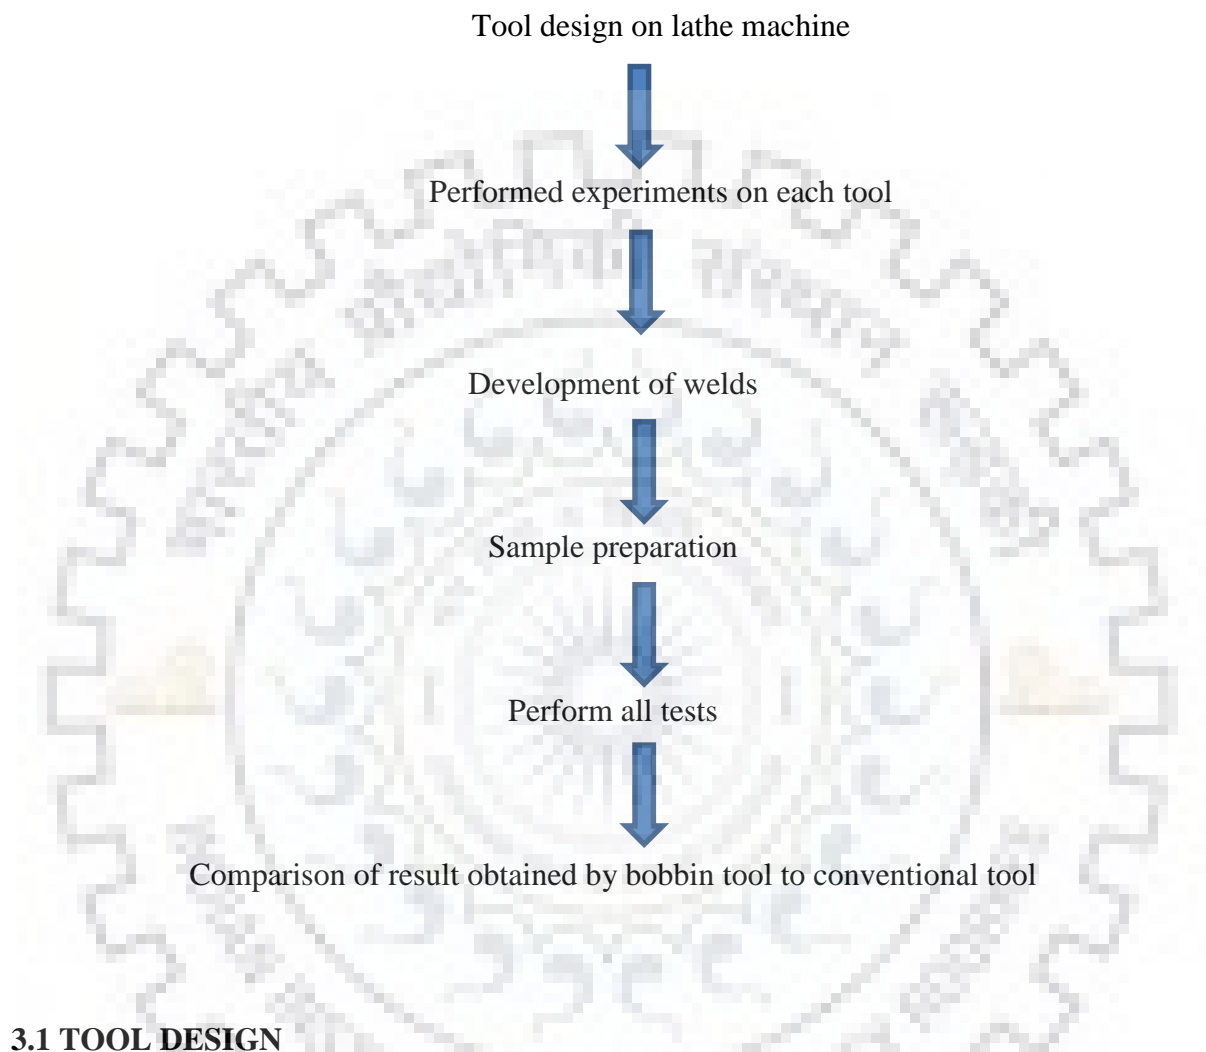 Tool design on lathe machine
Performed experiments on each tool
Development of welds
Sample preparation
Perform all tests
Comparison of result obtained by bobbin tool to conventional tool
3.1 TOOL DESIGN